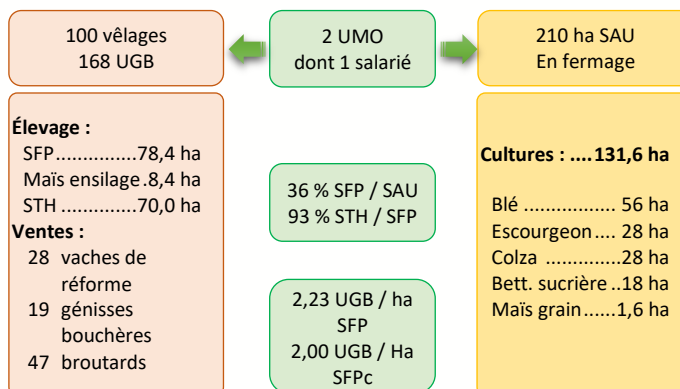 100 vêlages
168 UGB
2 UMO
dont 1 salarié
210 ha SAU
En fermage
Élevage :
SFP...............78,4 ha
Maïs ensilage.8,4 ha
STH...............70,0 ha
Ventes :
28 vaches de
réforme
19 génisses
bouchères
47 broutards
36 % SFP / SAU
93 % STH / SFP
2,23 UGB / ha
SFP
2,00 UGB / Ha
SFPc
Cultures : ....131,6 ha
Blé ................ 56 ha
Escourgeon.... 28 ha
Colza .............28 ha
Bett. sucrière..18 ha
Maïs grain......1,6 ha